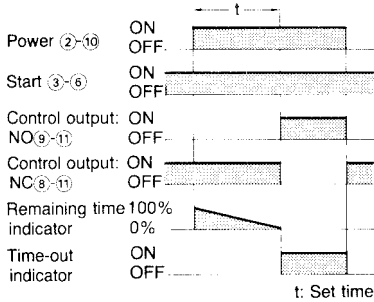 t
Power ②-⑩ ON
OFF
Start ③-⑥ ON
OFF
Control output: ON
NO⑨-⑪ OFF
Control output: ON
NC⑧-⑪ OFF
Remaining time 100%
indicator 0%
Time-out ON
indicator OFF
t: Set time